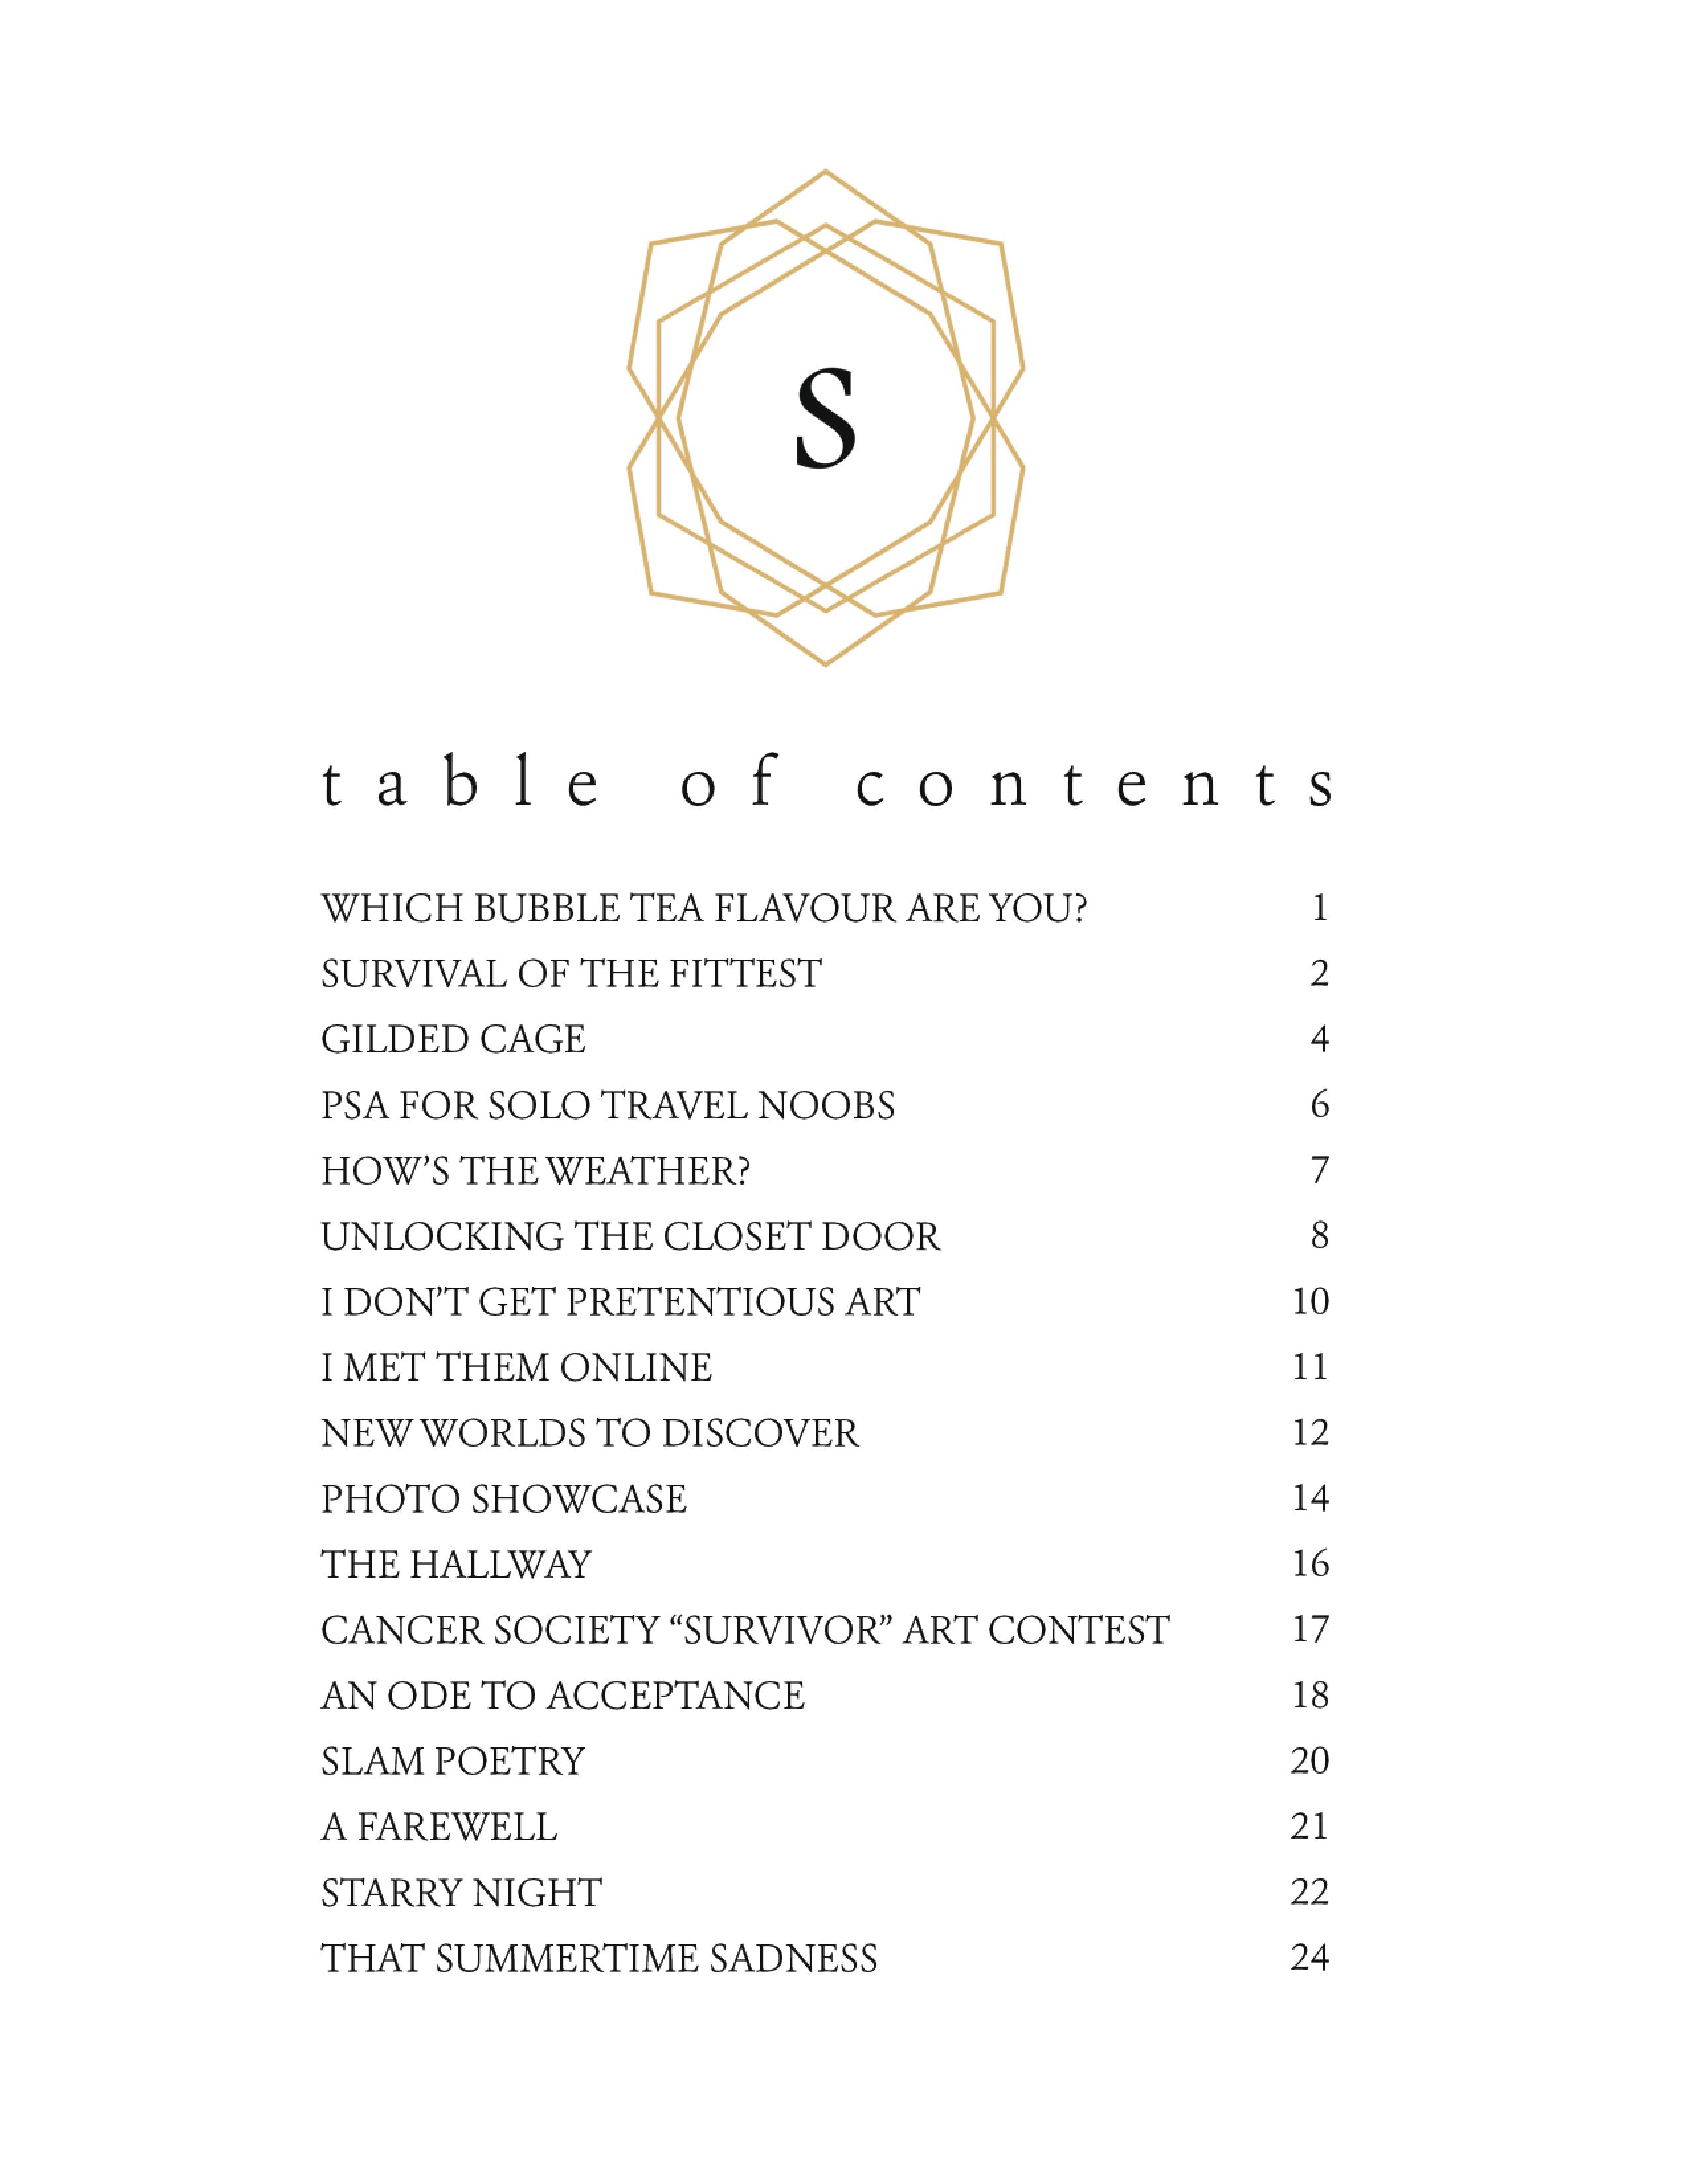 S
table of contents
WHICH BUBBLE TEA FLAVOUR ARE YOU? 1
SURVIVAL OF THE FITTEST 2
GILDED CAGE 4
PSA FOR SOLO TRAVEL NOOBS 6
HOW’S THE WEATHER? 7
UNLOCKING THE CLOSET DOOR 8
I DON’T GET PRETENTIOUS ART 10
I MET THEM ONLINE 11
NEW WORLDS TO DISCOVER 12
PHOTO SHOWCASE 14
THE HALLWAY 16
CANCER SOCIETY “SURVIVOR” ART CONTEST 17
AN ODE TO ACCEPTANCE 18
SLAM POETRY 20
A FAREWELL 21
STARRY NIGHT 22
THAT SUMMERTIME SADNESS 24